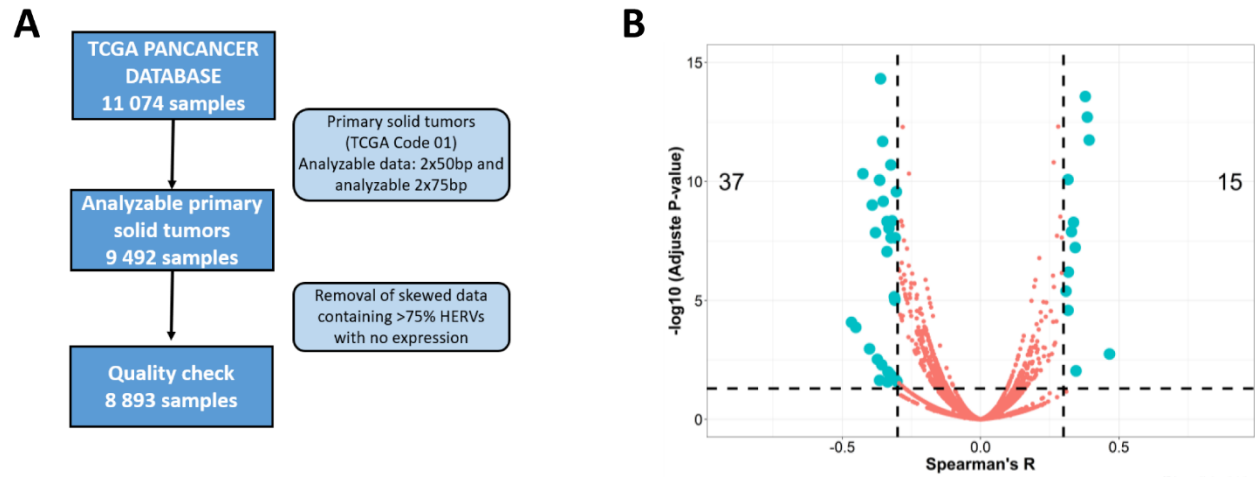 A
TCGA PANCANCER
DATABASE
11 074 samples
Primary solid tumors
(TCGA Code 01)
Analyzable data: 2x50bp and
analyzable 2x75bp
Analyzable primary
solid tumors
9 492 samples
Removal of skewed data
containing >75% HERVs
with no expression
Quality check
8 893 samples
B
-log10 (Adjuste P-value)
15
10
5
0
37
15
-0.5
0.0
0.5
Spearman's R